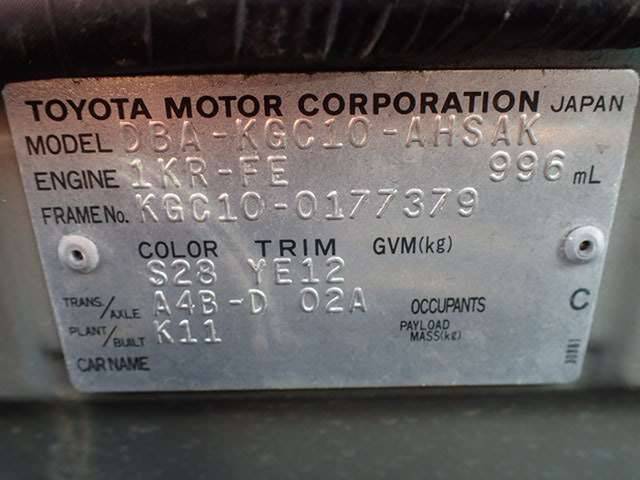 TOYOTA MOTOR CORPORATION JAPAN
MODEL DBA-KGC10-AHSAK
ENGINE 1KR-FE 996 mL
FRAME No. KGC10-0177379
COLOR TRIM GVM(kg)
S28 YE12
TRANS./AXLE A4B-D 02A OCCUPANTS C
PLANT/BUILT K11 PAYLOAD MASS(kg)
CAR NAME